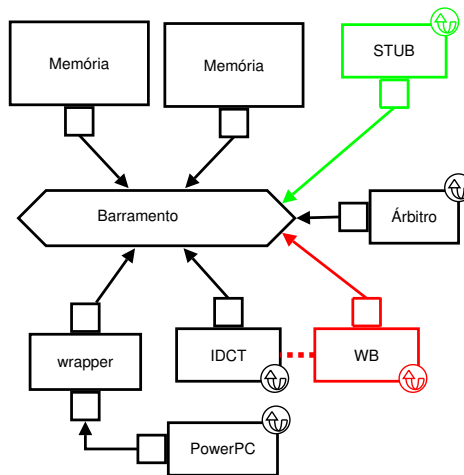 STUB
Memória
Memória
Barramento
Árbitro
wrapper
IDCT
WB
PowerPC